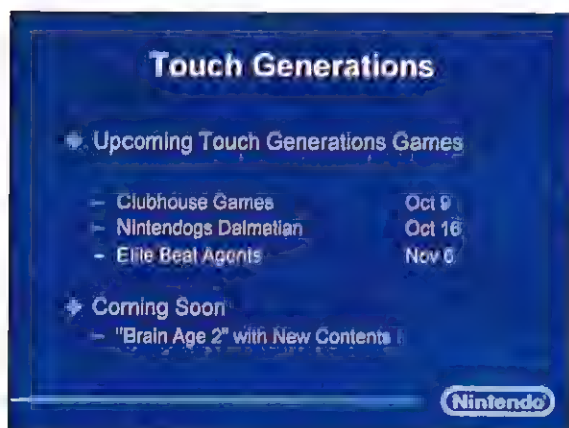 Touch Generations
Upcoming Touch Generations Games
– Clubhouse Games Oct 9
– Nintendogs Dalmatian Oct 16
– Elite Beat Agents Nov 6
Coming Soon
– "Brain Age 2" with New Contents
Nintendo